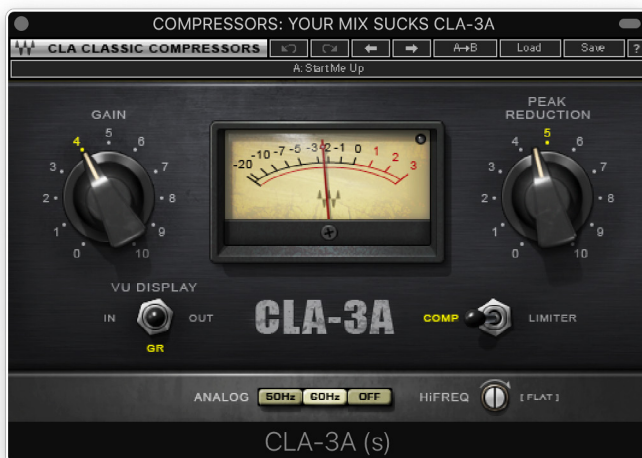 COMPRESSORS: YOUR MIX SUCKS CLA-3A
CLA CLASSIC COMPRESSORS A→B Load Save ?
A: Start Me Up
GAIN
0 1 2 3 4 5 6 7 8 9 10
-20 -10 -7 -5 -3 -2 -1 0 1 2 3
PEAK
REDUCTION
0 1 2 3 4 5 6 7 8 9 10
VU DISPLAY
IN OUT
GR
CLA-3A
COMP LIMITER
ANALOG 50Hz 60Hz OFF HiFREQ [FLAT]
CLA-3A (s)